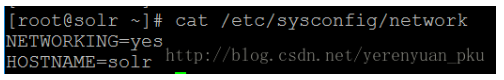 [root@solr ~]# cat /etc/sysconfig/network
NETWORKING=yes
HOSTNAME=solr
http://blog.csdn.net/yerenyuan_pku